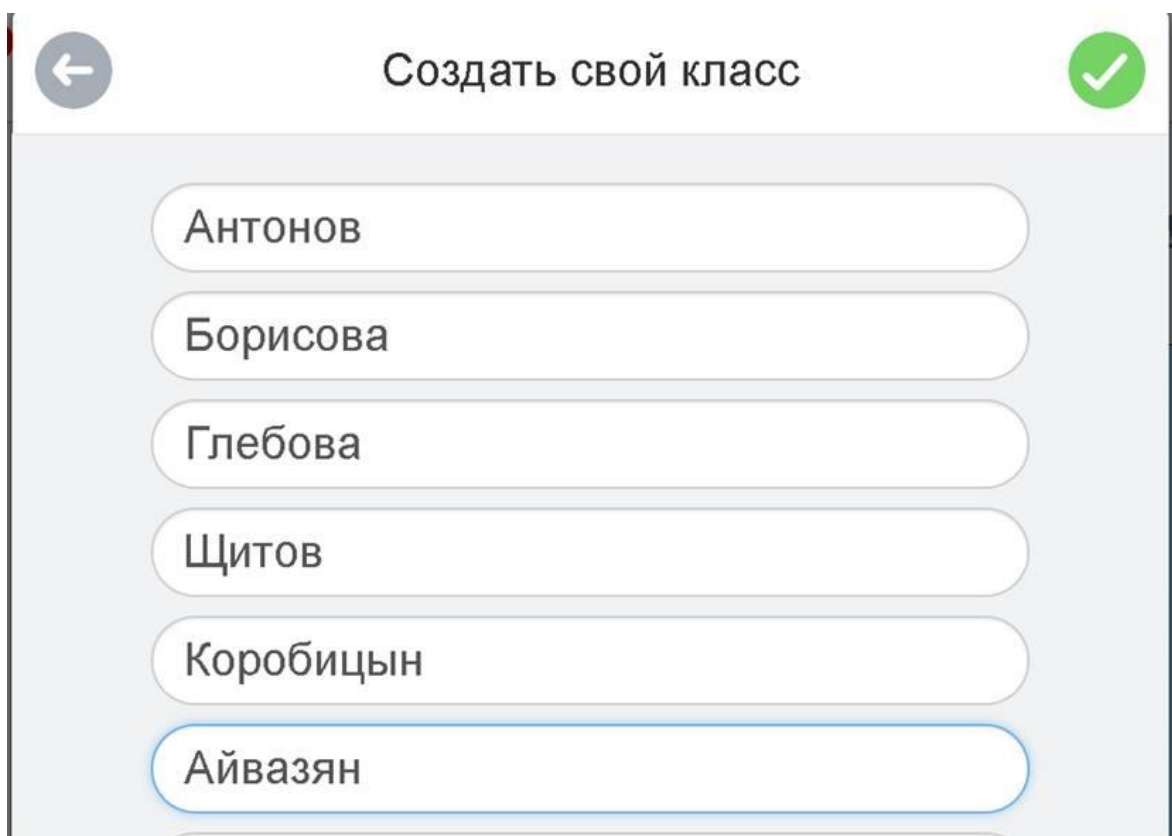 Создать свой класс
Антонов
Борисова
Глебова
Щитов
Коробицын
Айвазян